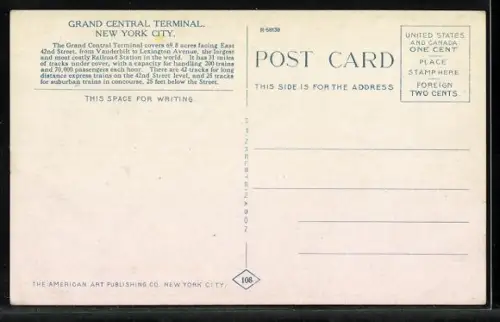 GRAND CENTRAL TERMINAL.
NEW YORK CITY.
The Grand Central Terminal covers 69.8 acres facing East
42nd Street, from Vanderbilt to Lexington Avenue, the largest
and most costly Railroad Station in the world. It has 31 miles
of tracks under cover, with a capacity for handling 200 trains
and 70,000 passengers each hour. There are 42 tracks for long
distance express trains on the 42nd Street level, and 25 tracks
for suburban trains in concourse, 25 feet below the Street.
THIS SPACE FOR WRITING
POST CARD
THIS SIDE IS FOR THE ADDRESS
UNITED STATES
AND CANADA
ONE CENT
PLACE
STAMP HERE
FOREIGN
TWO CENTS.
THE AMERICAN ART PUBLISHING CO. NEW YORK CITY.
106